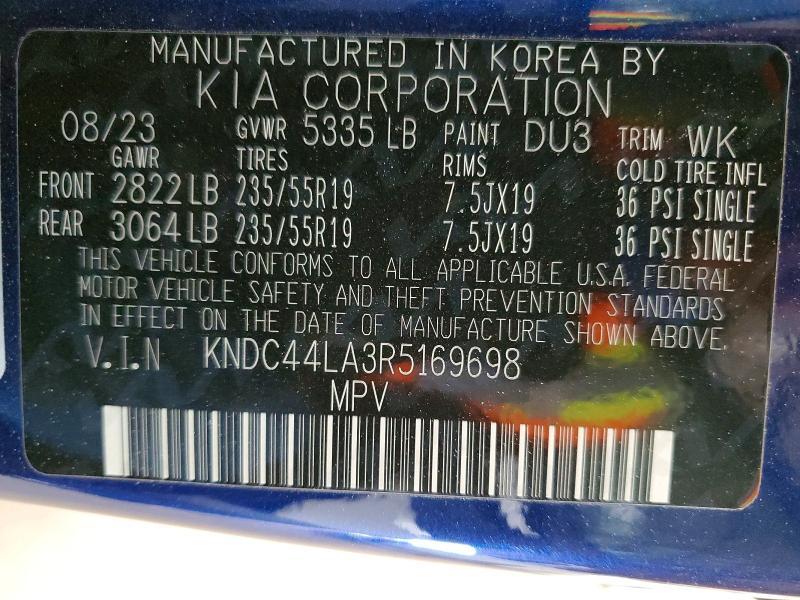 MANUFACTURED IN KOREA BY
KIA CORPORATION
08/23 GVWR 5335 LB PAINT DU3 TRIM WK
GAWR TIRES RIMS COLD TIRE INFL
FRONT 2822 LB 235/55R19 7.5JX19 36 PSI SINGLE
REAR 3064 LB 235/55R19 7.5JX19 36 PSI SINGLE
THIS VEHICLE CONFORMS TO ALL APPLICABLE U.S.A. FEDERAL
MOTOR VEHICLE SAFETY AND THEFT PREVENTION STANDARDS
IN EFFECT ON THE DATE OF MANUFACTURE SHOWN ABOVE.
V.I.N KNDC44LA3R5169698
MPV